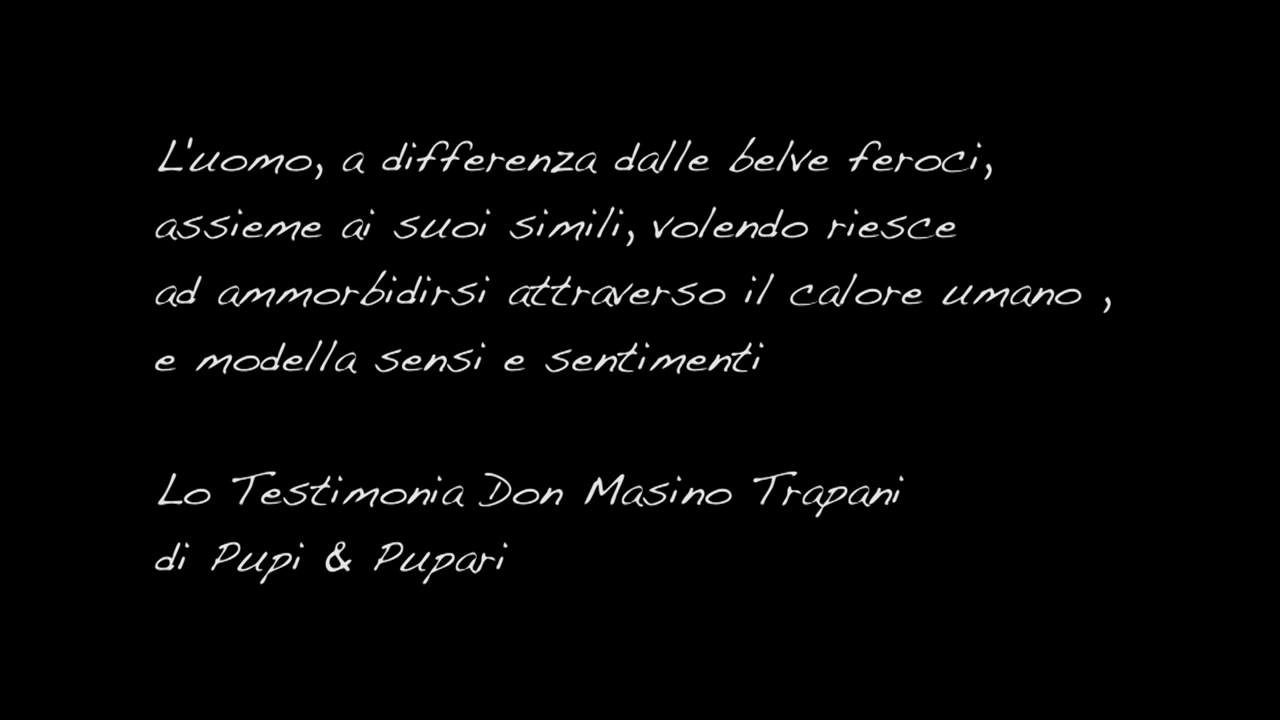 L'uomo, a differenza dalle belve feroci,
assieme ai suoi simili, volendo riesce
ad ammorbidirsi attraverso il calore umano ,
e modella sensi e sentimenti
Lo Testimonia Don Masino Trapani
di Pupi & Pupari